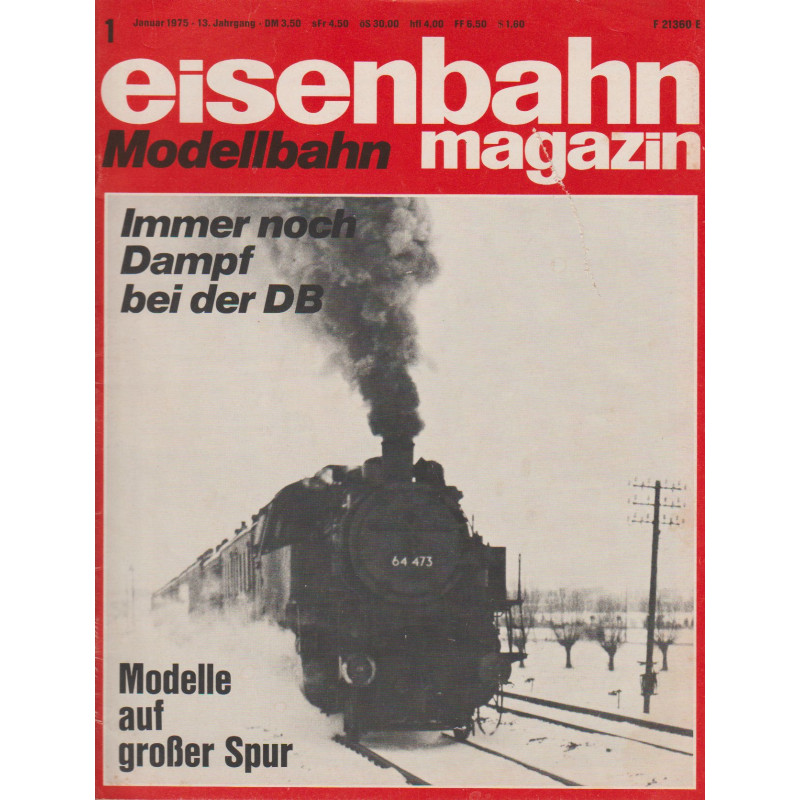 1 Januar 1975 - 13. Jahrgang - DM 3,50 sFr 4,50 öS 30.00 hfl 4,00 FF 6.50 $ 1.60 F 21360 E
eisenbahn
Modellbahn magazin
Immer noch
Dampf
bei der DB
64 473
Modelle
auf
großer Spur